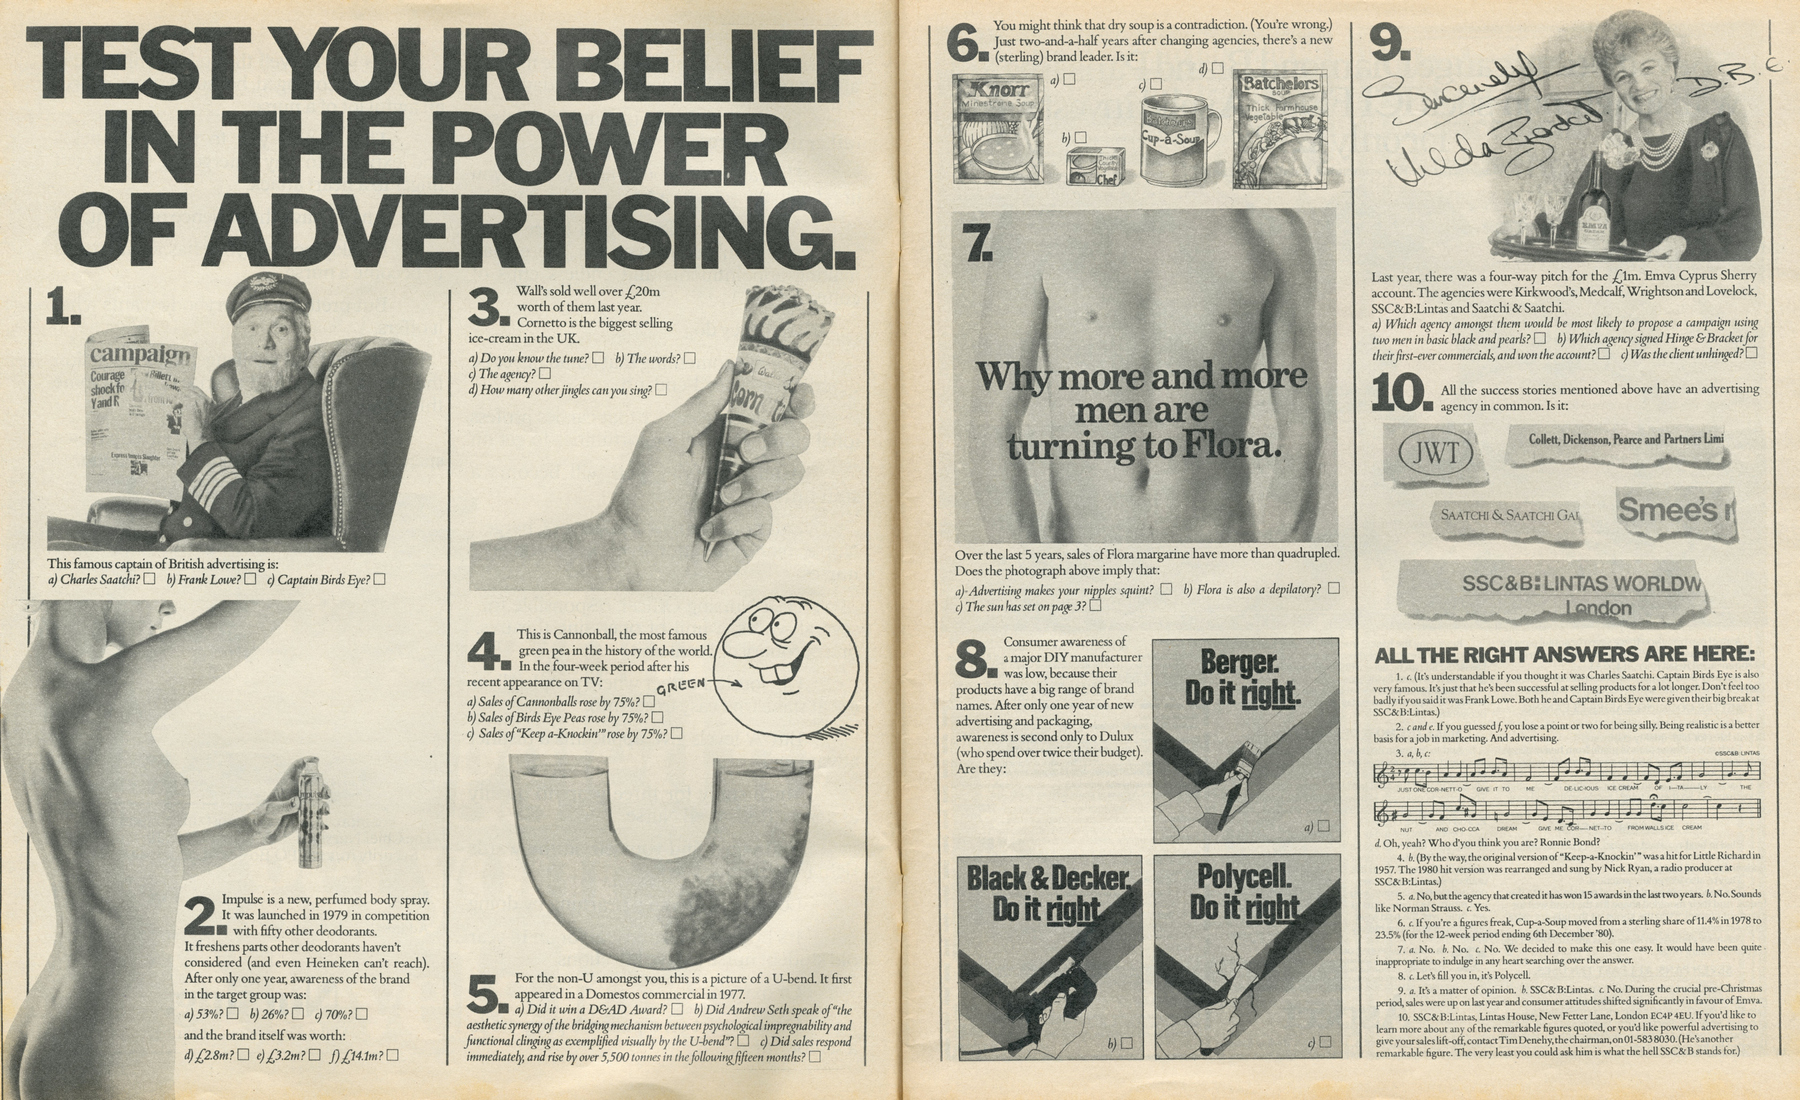 TEST YOUR BELIEF
IN THE POWER
OF ADVERTISING.
1.
campaign
Courage
shock fo
Y and R
This famous captain of British advertising is:
a) Charles Saatchi? b) Frank Lowe? c) Captain Birds Eye?
2.
Impulse is a new, perfumed body spray.
It was launched in 1979 in competition
with fifty other deodorants.
It freshens parts other deodorants haven't
considered (and even Heineken can't reach).
After only one year, awareness of the brand
in the target group was:
a) 53%? b) 26%? c) 70%?
and the brand itself was worth:
d) £2.8m? e) £3.2m? f) £14.1m?
3.
Wall's sold well over £20m
worth of them last year.
Cornetto is the biggest selling
ice-cream in the UK.
a) Do you know the tune? b) The words?
c) The agency?
d) How many other jingles can you sing?
4.
This is Cannonball, the most famous
green pea in the history of the world.
In the four-week period after his
recent appearance on TV:
GREEN
a) Sales of Cannonballs rose by 75%?
b) Sales of Birds Eye Peas rose by 75%?
c) Sales of "Keep a-Knockin'" rose by 75%?
5.
For the non-U amongst you, this is a picture of a U-bend. It first
appeared in a Domestos commercial in 1977.
a) Did it win a D&AD Award? b) Did Andrew Seth speak of "the
aesthetic synergy of the bridging mechanism between psychological impregnability and
functional clinging as exemplified visually by the U-bend"? c) Did sales respond
immediately, and rise by over 5,500 tonnes in the following fifteen months?
6.
You might think that dry soup is a contradiction. (You're wrong.)
Just two-and-a-half years after changing agencies, there's a new
(sterling) brand leader. Is it:
a)
b)
c)
d)
Knorr
Minestrone Soup
Chef
Batchelors
Cup-a-Soup
Batchelors
SOUP
Thick Farmhouse
Vegetable
7.
Why more and more
men are
turning to Flora.
Over the last 5 years, sales of Flora margarine have more than quadrupled.
Does the photograph above imply that:
a) Advertising makes your nipples squint? b) Flora is also a depilatory?
c) The sun has set on page 3?
8.
Consumer awareness of
a major DIY manufacturer
was low, because their
products have a big range of brand
names. After only one year of new
advertising and packaging,
awareness is second only to Dulux
(who spend over twice their budget).
Are they:
Berger.
Do it right.
a)
Black & Decker.
Do it right
b)
Polycell.
Do it right
c)
9.
Sincerely
Hilda Bracket
D.B.E.
EMVA
Last year, there was a four-way pitch for the £1m. Emva Cyprus Sherry
account. The agencies were Kirkwood's, Medcalf, Wrightson and Lovelock,
SSC&B:Lintas and Saatchi & Saatchi.
a) Which agency amongst them would be most likely to propose a campaign using
two men in basic black and pearls? b) Which agency signed Hinge & Bracket for
their first-ever commercials, and won the account? c) Was the client unhinged?
10.
All the success stories mentioned above have an advertising
agency in common. Is it:
JWT
Collett, Dickenson, Pearce and Partners Limi
SAATCHI & SAATCHI GAR
Smee's
SSC&B:LINTAS WORLDW
London
ALL THE RIGHT ANSWERS ARE HERE:
1. c. (It's understandable if you thought it was Charles Saatchi. Captain Birds Eye is also
very famous. It's just that he's been successful at selling products for a lot longer. Don't feel too
badly if you said it was Frank Lowe. Both he and Captain Birds Eye were given their big break at
SSC&B:Lintas.)
2. c and e. If you guessed f, you lose a point or two for being silly. Being realistic is a better
basis for a job in marketing. And advertising.
3. a, b, c:
©SSC&B:LINTAS
JUST ONE COR-NETT-O GIVE IT TO ME DE-LIC-IOUS ICE CREAM OF I-TA-LY THE
NUT AND CHO-CCA DREAM GIVE ME COR-NET-TO FROM WALLS ICE CREAM
d. Oh, yeah? Who d'you think you are? Ronnie Bond?
4. b. (By the way, the original version of "Keep-a-Knockin'" was a hit for Little Richard in
1957. The 1980 hit version was rearranged and sung by Nick Ryan, a radio producer at
SSC&B:Lintas.)
5. a. No, but the agency that created it has won 15 awards in the last two years. b. No. Sounds
like Norman Strauss. c. Yes.
6. c. If you're a figures freak, Cup-a-Soup moved from a sterling share of 11.4% in 1978 to
23.5% (for the 12-week period ending 6th December '80).
7. a. No. b. No. c. No. We decided to make this one easy. It would have been quite
inappropriate to indulge in any heart searching over the answer.
8. c. Let's fill you in, it's Polycell.
9. a. It's a matter of opinion. b. SSC&B:Lintas. c. No. During the crucial pre-Christmas
period, sales were up on last year and consumer attitudes shifted significantly in favour of Emva.
10. SSC&B:Lintas, Lintas House, New Fetter Lane, London EC4P 4EU. If you'd like to
learn more about any of the remarkable figures quoted, or you'd like powerful advertising to
give your sales lift-off, contact Tim Denehy, the chairman, on 01-583 8030. (He's another
remarkable figure. The very least you could ask him is what the hell SSC&B stands for.)